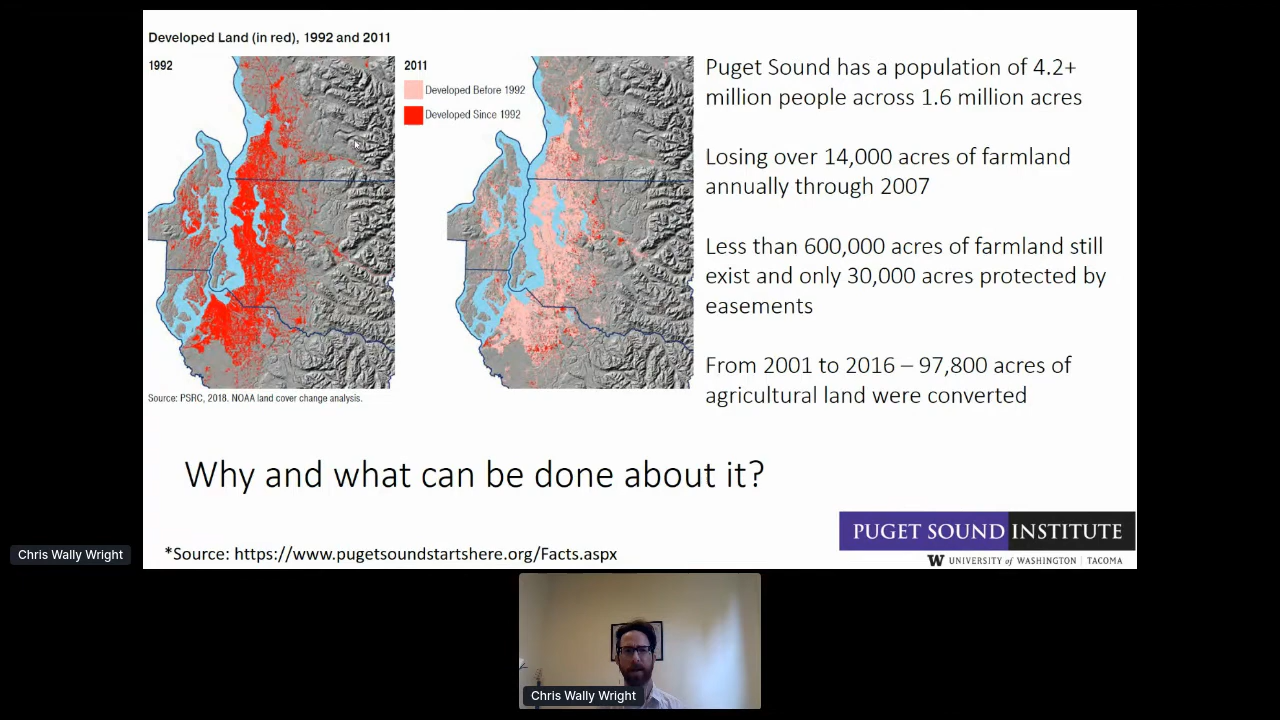 Developed Land (in red), 1992 and 2011
1992
2011
Developed Before 1992
Developed Since 1992
Source: PSRC, 2018. NOAA land cover change analysis.
Puget Sound has a population of 4.2+
million people across 1.6 million acres
Losing over 14,000 acres of farmland
annually through 2007
Less than 600,000 acres of farmland still
exist and only 30,000 acres protected by
easements
From 2001 to 2016 – 97,800 acres of
agricultural land were converted
Why and what can be done about it?
*Source: https://www.pugetsoundstartshere.org/Facts.aspx
PUGET SOUND INSTITUTE
W UNIVERSITY of WASHINGTON | TACOMA
Chris Wally Wright
Chris Wally Wright